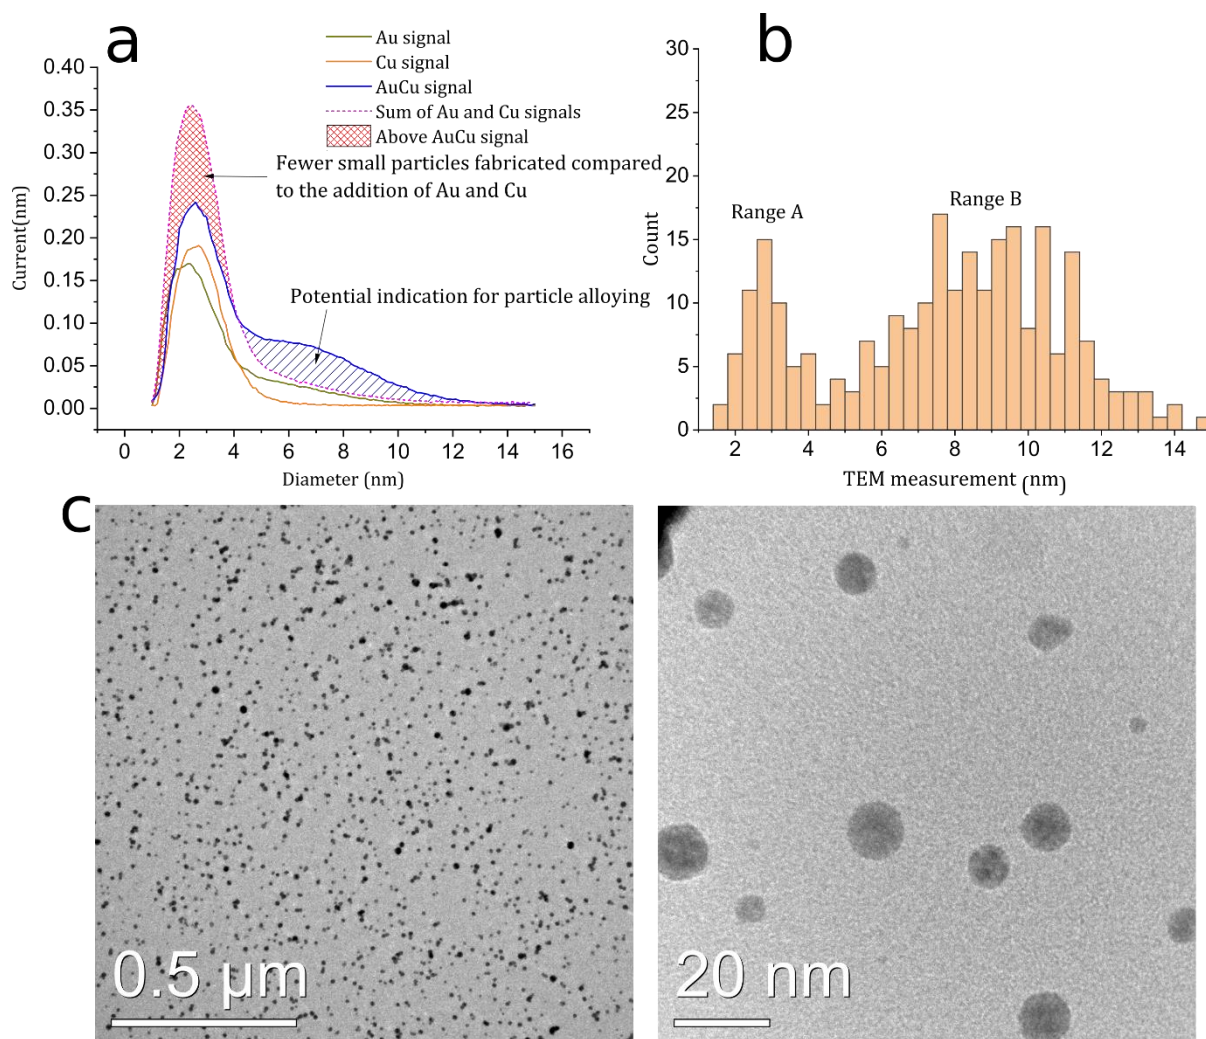 a
Au signal
Cu signal
AuCu signal
Sum of Au and Cu signals
Above AuCu signal
Fewer small particles fabricated compared
to the addition of Au and Cu
Potential indication for particle alloying
Current(nm)
0.40
0.35
0.30
0.25
0.20
0.15
0.10
0.05
0.00
0 2 4 6 8 10 12 14 16
Diameter (nm)
b
Range A
Range B
Count
30
25
20
15
10
5
0
2 4 6 8 10 12 14
TEM measurement (nm)
c
0.5 µm
20 nm